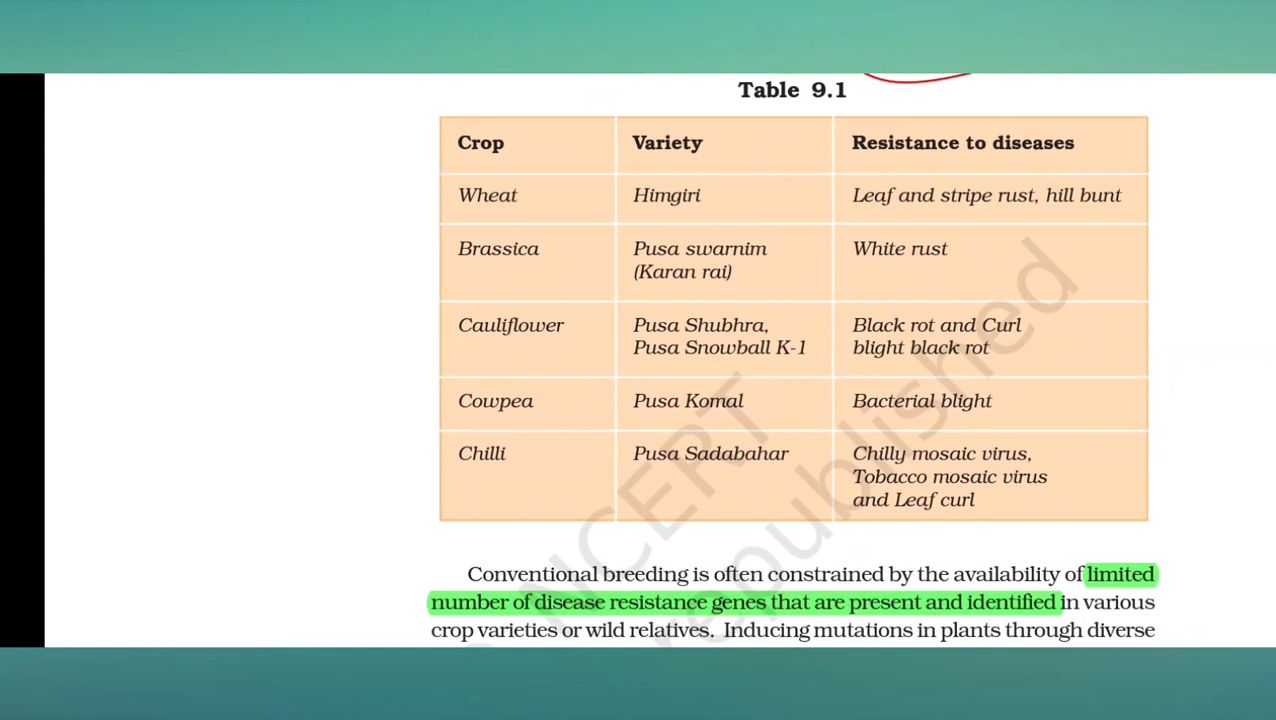 Table 9.1
Crop Variety Resistance to diseases
Wheat Himgiri Leaf and stripe rust, hill bunt
Brassica Pusa swarnim White rust
(Karan rai)
Cauliflower Pusa Shubhra, Black rot and Curl
Pusa Snowball K-1 blight black rot
Cowpea Pusa Komal Bacterial blight
Chilli Pusa Sadabahar Chilly mosaic virus,
Tobacco mosaic virus
and Leaf curl
Conventional breeding is often constrained by the availability of limited
number of disease resistance genes that are present and identified in various
crop varieties or wild relatives. Inducing mutations in plants through diverse
NCERT
republished